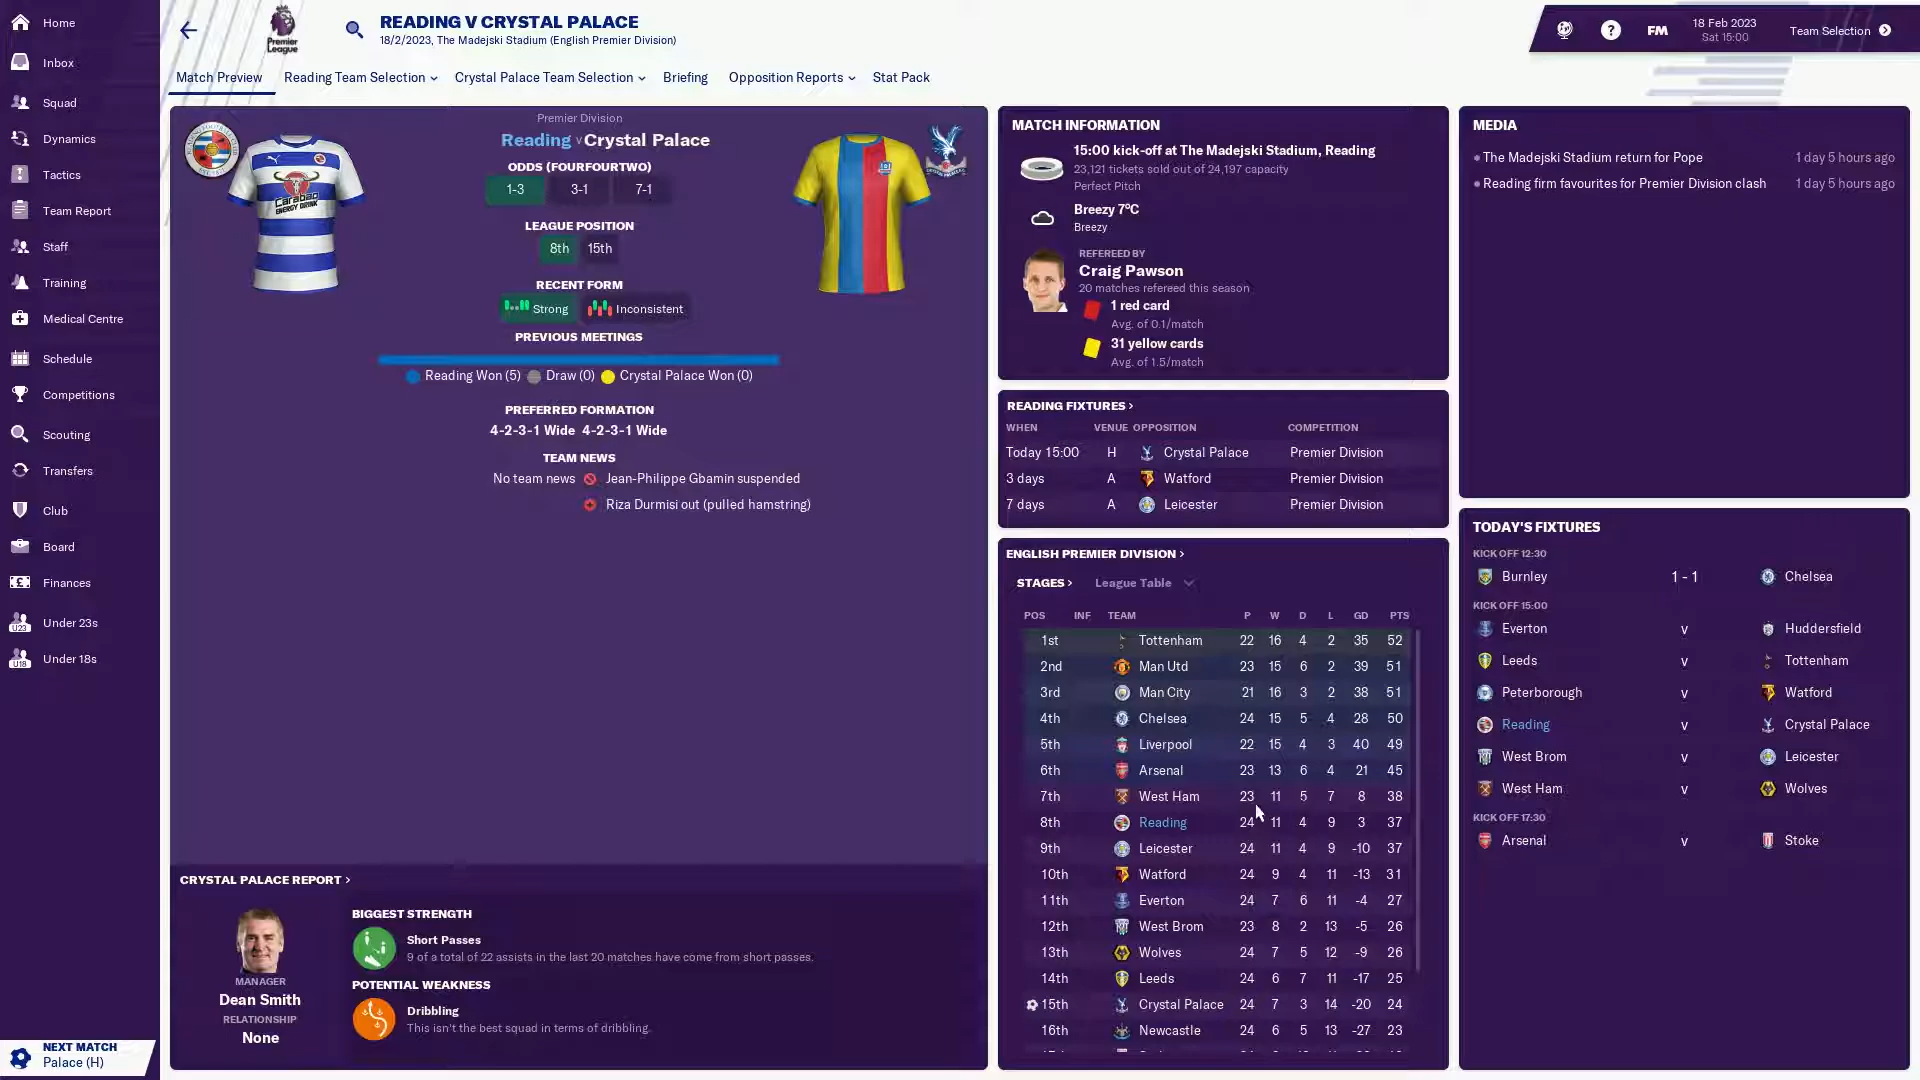 Home
Inbox
Squad
Dynamics
Tactics
Team Report
Staff
Training
Medical Centre
Schedule
Competitions
Scouting
Transfers
Club
Board
Finances
U23 Under 23s
U18 Under 18s
NEXT MATCH
Palace (H)
Premier League
READING V CRYSTAL PALACE
18/2/2023, The Madejski Stadium (English Premier Division)
? FM 18 Feb 2023
Sat 15:00
Team Selection
Match Preview Reading Team Selection Crystal Palace Team Selection Briefing Opposition Reports Stat Pack
Premier Division
Reading v Crystal Palace
ODDS (FOURFOURTWO)
1-3 3-1 7-1
LEAGUE POSITION
8th 15th
RECENT FORM
Strong Inconsistent
PREVIOUS MEETINGS
Reading Won (5) Draw (0) Crystal Palace Won (0)
PREFERRED FORMATION
4-2-3-1 Wide 4-2-3-1 Wide
TEAM NEWS
No team news Jean-Philippe Gbamin suspended
Riza Durmisi out (pulled hamstring)
Carabao
ENERGY DRINK
CRYSTAL PALACE REPORT >
MANAGER
Dean Smith
RELATIONSHIP
None
BIGGEST STRENGTH
Short Passes
9 of a total of 22 assists in the last 20 matches have come from short passes.
POTENTIAL WEAKNESS
Dribbling
This isn't the best squad in terms of dribbling.
MATCH INFORMATION
15:00 kick-off at The Madejski Stadium, Reading
23,121 tickets sold out of 24,197 capacity
Perfect Pitch
Breezy 7°C
Breezy
REFEREED BY
Craig Pawson
20 matches refereed this season
1 red card
Avg. of 0.1/match
31 yellow cards
Avg. of 1.5/match
READING FIXTURES >
WHEN VENUE OPPOSITION COMPETITION
Today 15:00 H Crystal Palace Premier Division
3 days A Watford Premier Division
7 days A Leicester Premier Division
ENGLISH PREMIER DIVISION >
STAGES > League Table
POS INF TEAM P W D L GD PTS
1st Tottenham 22 16 4 2 35 52
2nd Man Utd 23 15 6 2 39 51
3rd Man City 21 16 3 2 38 51
4th Chelsea 24 15 5 4 28 50
5th Liverpool 22 15 4 3 40 49
6th Arsenal 23 13 6 4 21 45
7th West Ham 23 11 5 7 8 38
8th Reading 24 11 4 9 3 37
9th Leicester 24 11 4 9 -10 37
10th Watford 24 9 4 11 -13 31
11th Everton 24 7 6 11 -4 27
12th West Brom 23 8 2 13 -5 26
13th Wolves 24 7 5 12 -9 26
14th Leeds 24 6 7 11 -17 25
15th Crystal Palace 24 7 3 14 -20 24
16th Newcastle 24 6 5 13 -27 23
MEDIA
The Madejski Stadium return for Pope 1 day 5 hours ago
Reading firm favourites for Premier Division clash 1 day 5 hours ago
TODAY'S FIXTURES
KICK OFF 12:30
Burnley 1 - 1 Chelsea
KICK OFF 15:00
Everton v Huddersfield
Leeds v Tottenham
Peterborough v Watford
Reading v Crystal Palace
West Brom v Leicester
West Ham v Wolves
KICK OFF 17:30
Arsenal v Stoke